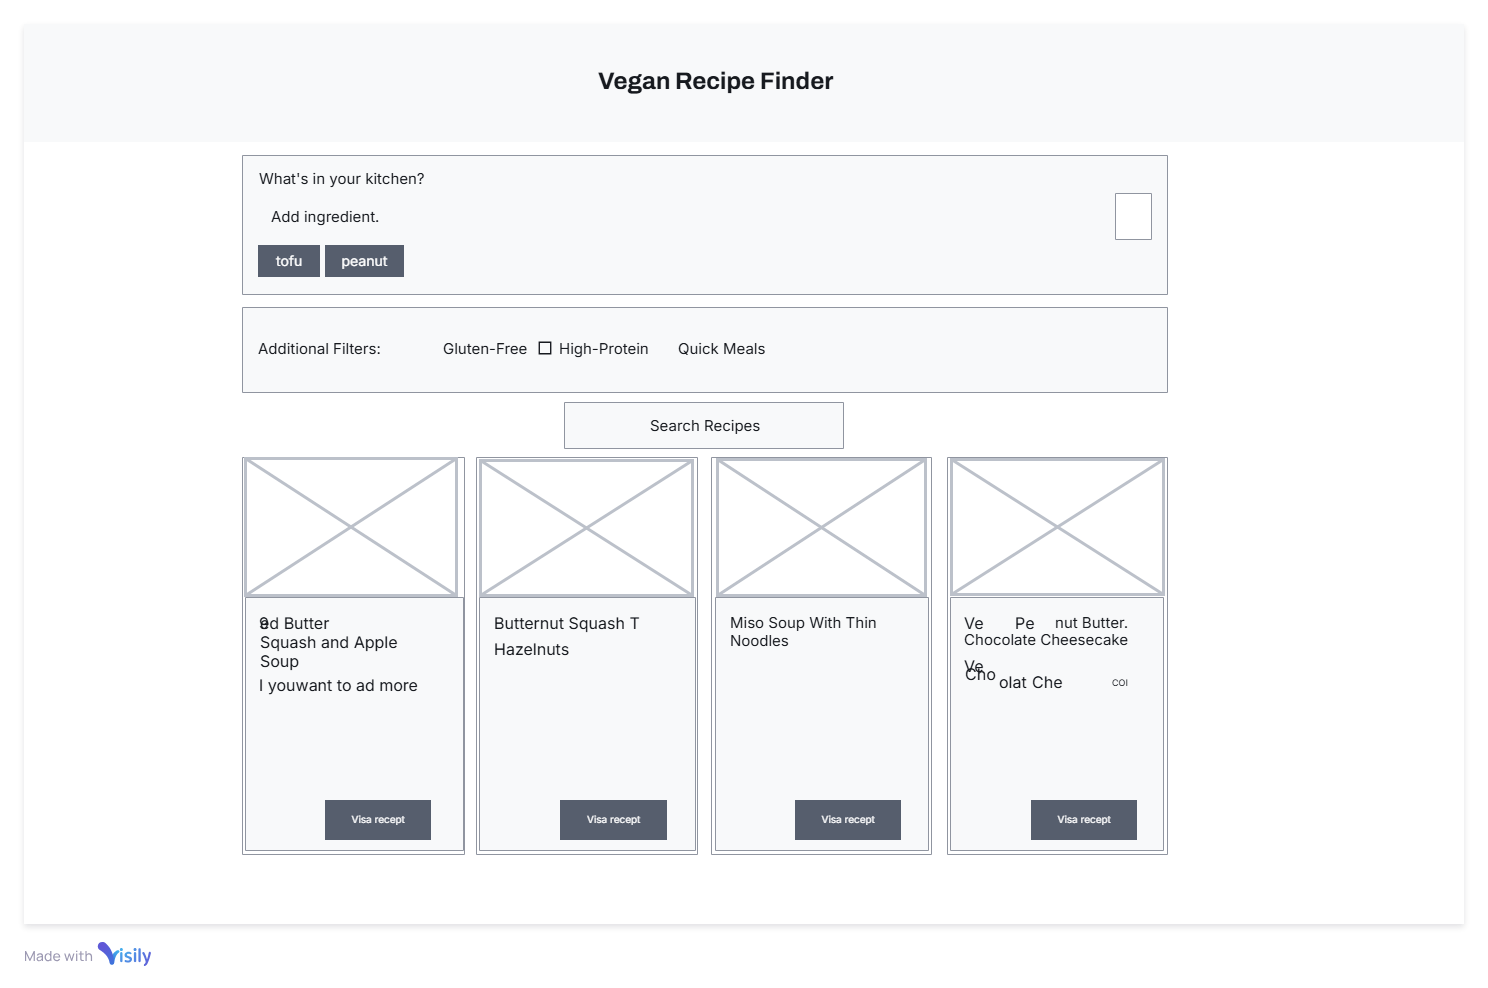 Vegan Recipe Finder
What's in your kitchen?
Add ingredient.
tofu peanut
Additional Filters: Gluten-Free High-Protein Quick Meals
Search Recipes
ed Butter
Squash and Apple
Soup
I youwant to ad more
Visa recept
Butternut Squash T
Hazelnuts
Visa recept
Miso Soup With Thin
Noodles
Visa recept
Ve Pe nut Butter.
Chocolate Cheesecake
Ve
Cho
olat Che COI
Visa recept
Made with Visily